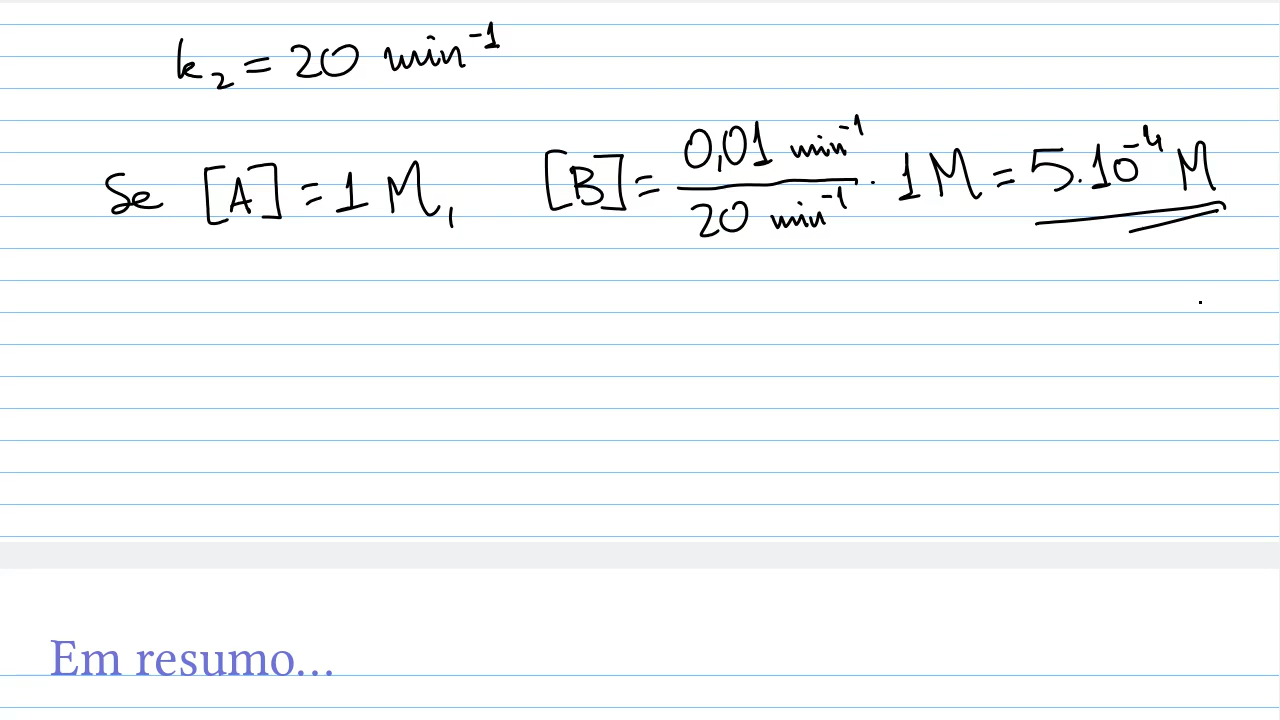 k₂ = 20 min⁻¹
Se [A] = 1 M, [B] = 0,01 min⁻¹ / 20 min⁻¹ · 1 M = 5.10⁻⁴ M
Em resumo...